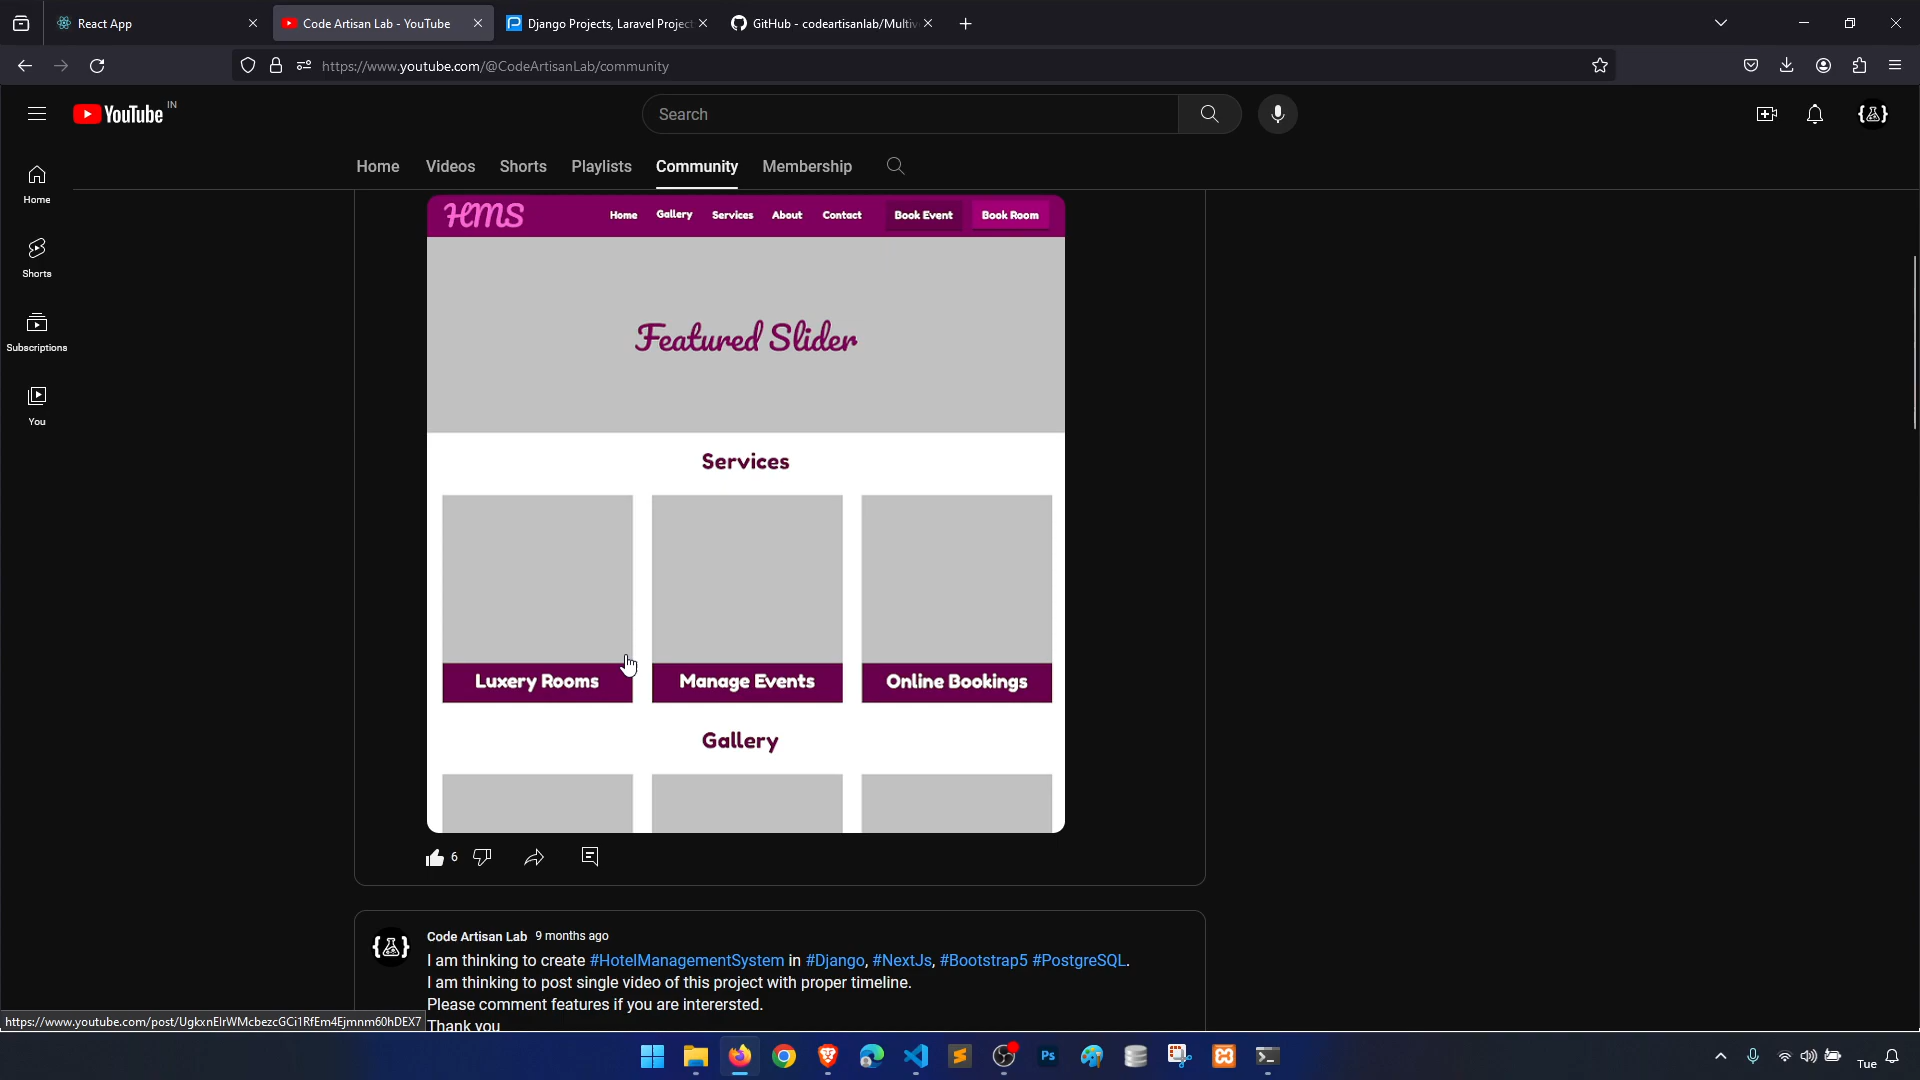 React App
Code Artisan Lab - YouTube
Django Projects, Laravel Project
GitHub - codeartisanlab/Multiv
https://www.youtube.com/@CodeArtisanLab/community
YouTube IN
Search
Home Videos Shorts Playlists Community Membership
Home
Shorts
Subscriptions
You
HMS
Home Gallery Services About Contact Book Event Book Room
Featured Slider
Services
Luxery Rooms Manage Events Online Bookings
Gallery
6
Code Artisan Lab 9 months ago
I am thinking to create #HotelManagementSystem in #Django, #NextJs, #Bootstrap5 #PostgreSQL.
I am thinking to post single video of this project with proper timeline.
Please comment features if you are interersted.
Thank you
https://www.youtube.com/post/UgkxnElrWMcbezcGCi1RfEm4Ejmnm60hDEX7
Ps
Tue